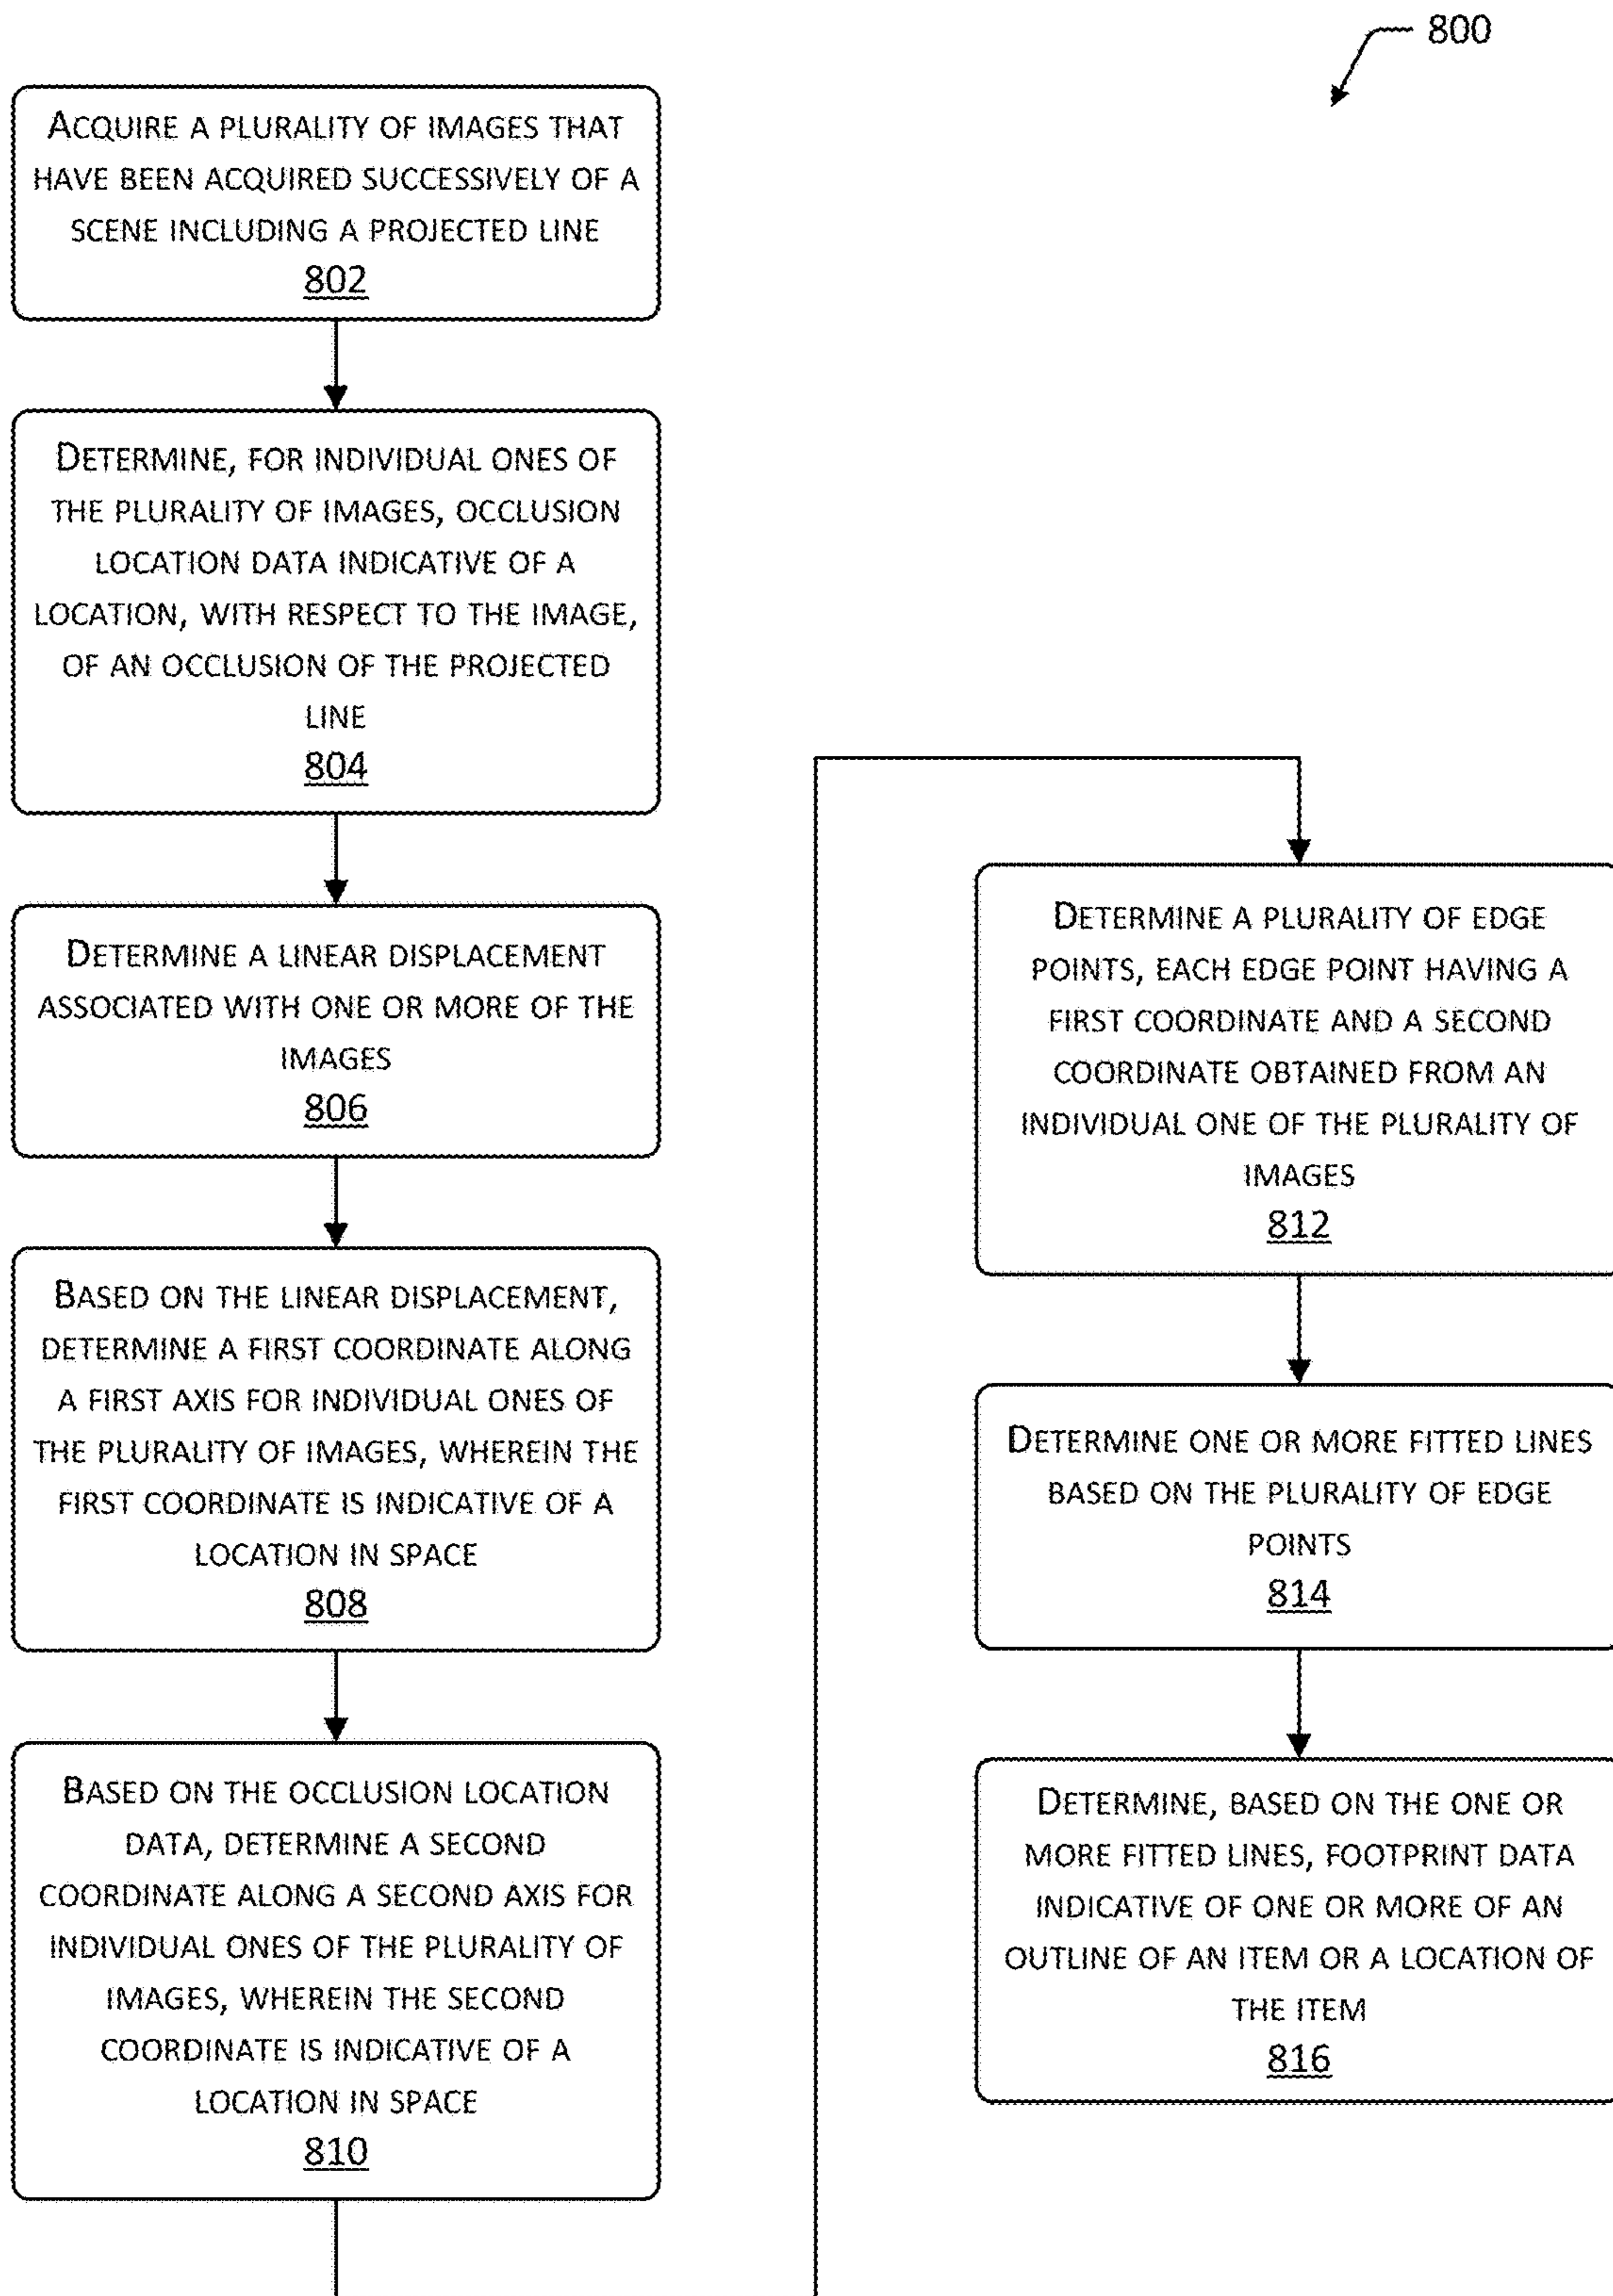 800
ACQUIRE A PLURALITY OF IMAGES THAT
HAVE BEEN ACQUIRED SUCCESSIVELY OF A
SCENE INCLUDING A PROJECTED LINE
802
DETERMINE, FOR INDIVIDUAL ONES OF
THE PLURALITY OF IMAGES, OCCLUSION
LOCATION DATA INDICATIVE OF A
LOCATION, WITH RESPECT TO THE IMAGE,
OF AN OCCLUSION OF THE PROJECTED
LINE
804
DETERMINE A LINEAR DISPLACEMENT
ASSOCIATED WITH ONE OR MORE OF THE
IMAGES
806
BASED ON THE LINEAR DISPLACEMENT,
DETERMINE A FIRST COORDINATE ALONG
A FIRST AXIS FOR INDIVIDUAL ONES OF
THE PLURALITY OF IMAGES, WHEREIN THE
FIRST COORDINATE IS INDICATIVE OF A
LOCATION IN SPACE
808
BASED ON THE OCCLUSION LOCATION
DATA, DETERMINE A SECOND
COORDINATE ALONG A SECOND AXIS FOR
INDIVIDUAL ONES OF THE PLURALITY OF
IMAGES, WHEREIN THE SECOND
COORDINATE IS INDICATIVE OF A
LOCATION IN SPACE
810
DETERMINE A PLURALITY OF EDGE
POINTS, EACH EDGE POINT HAVING A
FIRST COORDINATE AND A SECOND
COORDINATE OBTAINED FROM AN
INDIVIDUAL ONE OF THE PLURALITY OF
IMAGES
812
DETERMINE ONE OR MORE FITTED LINES
BASED ON THE PLURALITY OF EDGE
POINTS
814
DETERMINE, BASED ON THE ONE OR
MORE FITTED LINES, FOOTPRINT DATA
INDICATIVE OF ONE OR MORE OF AN
OUTLINE OF AN ITEM OR A LOCATION OF
THE ITEM
816